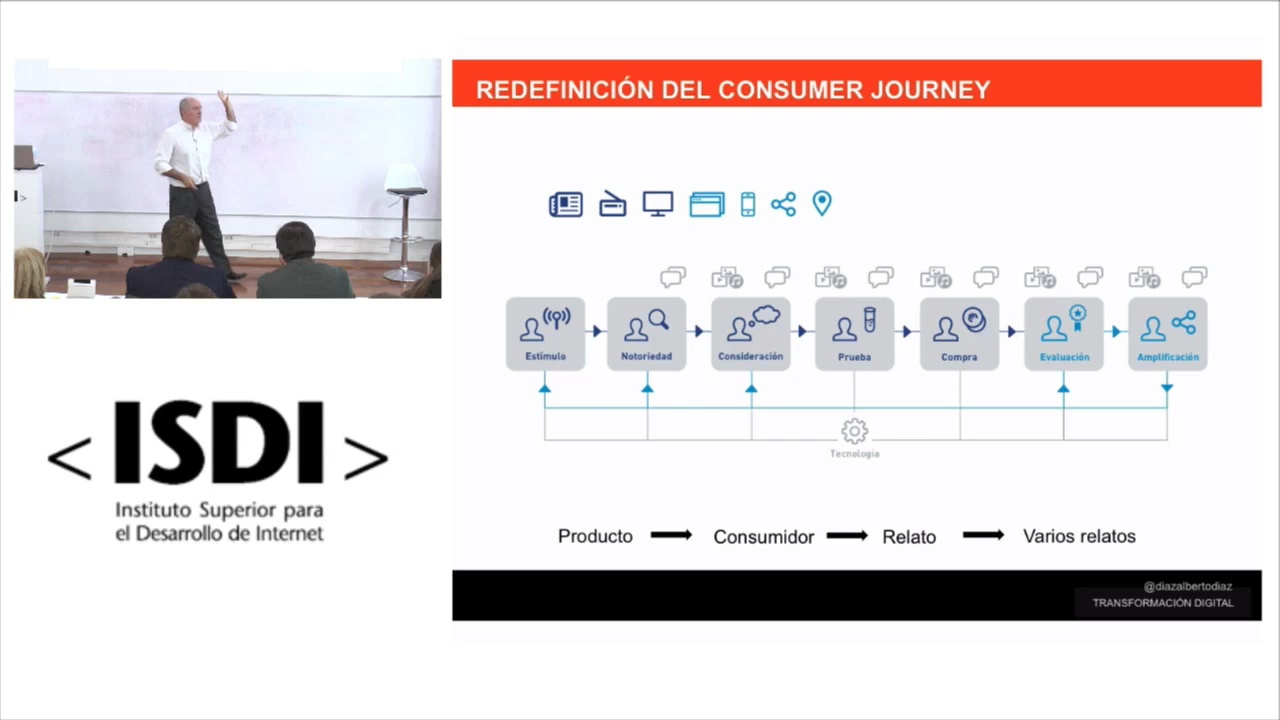 REDEFINICIÓN DEL CONSUMER JOURNEY
Estímulo
Notoriedad
Consideración
Prueba
Compra
Evaluación
Amplificación
Tecnología
Producto
Consumidor
Relato
Varios relatos
@diazalbertodiaz
TRANSFORMACIÓN DIGITAL
< ISDI >
Instituto Superior para
el Desarrollo de Internet